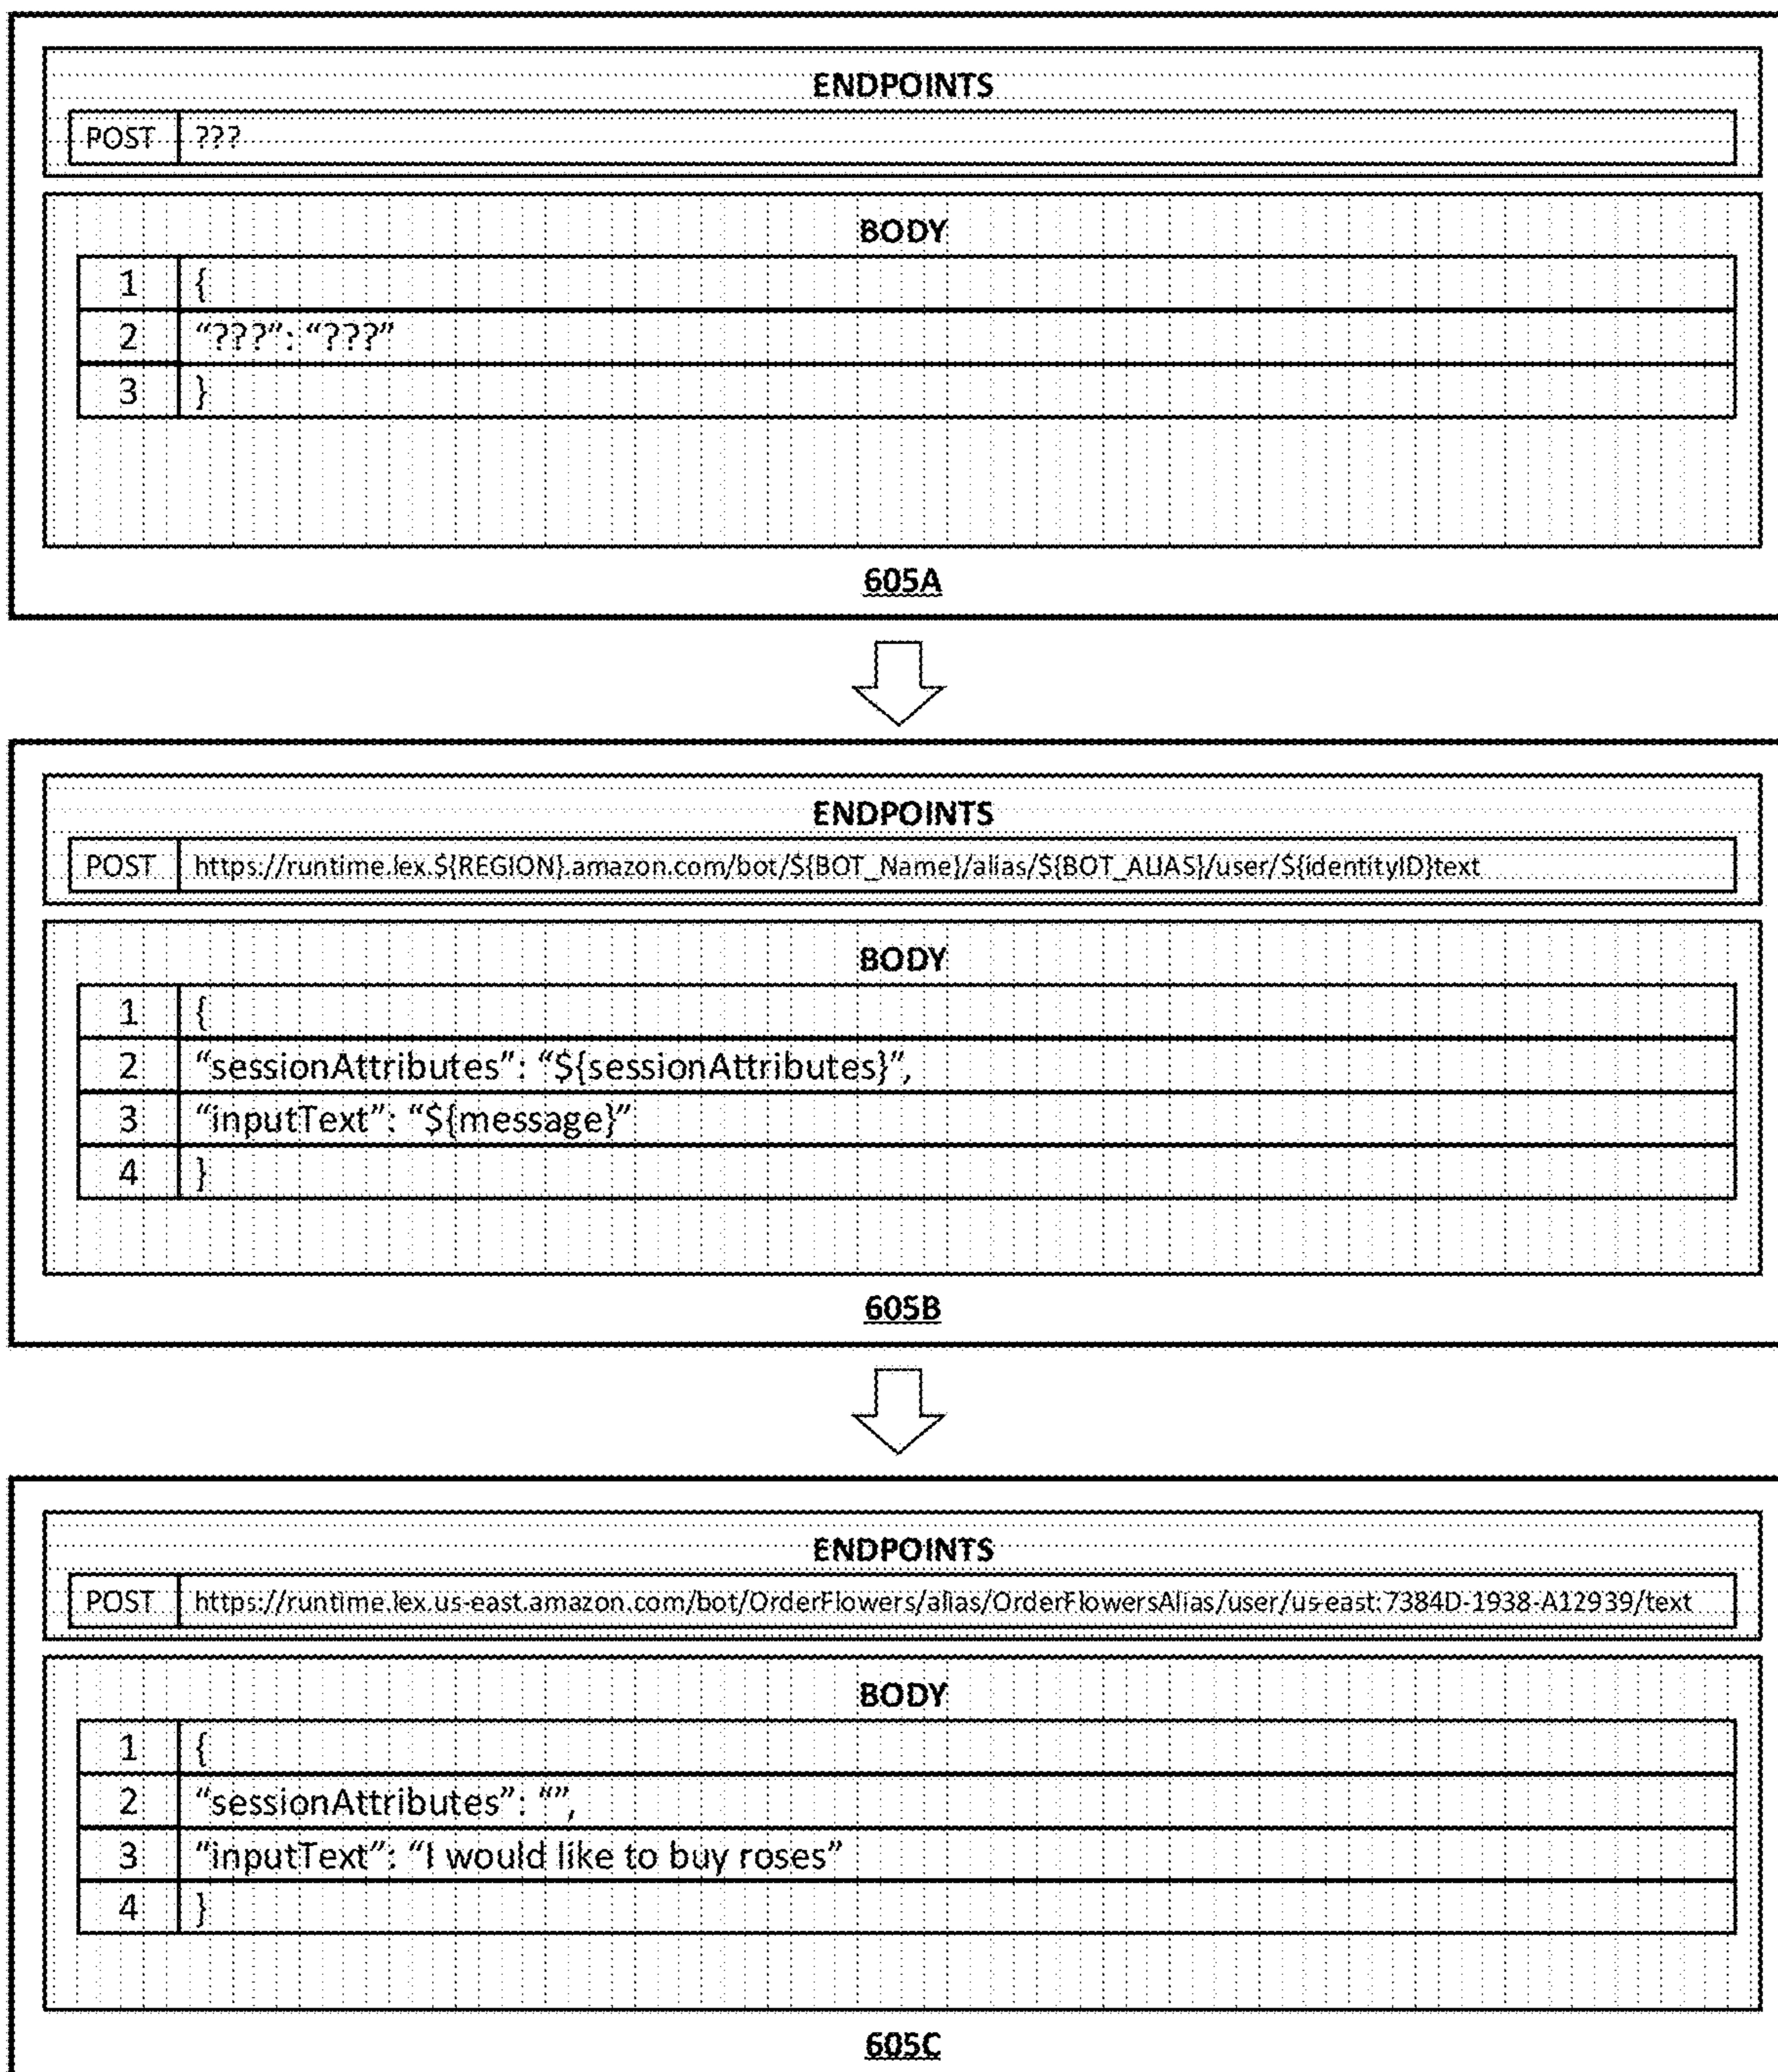 ENDPOINTS
POST ???
BODY
1 {
2 “???”: “???”
3 }
605A
ENDPOINTS
POST https://runtime.lex.${REGION}.amazon.com/bot/${BOT_Name}/alias/${BOT_ALIAS}/user/${identityID}text
BODY
1 {
2 “sessionAttributes”: “${sessionAttributes}”,
3 “inputText”: “${message}”
4 }
605B
ENDPOINTS
POST https://runtime.lex.us-east.amazon.com/bot/OrderFlowers/alias/OrderFlowersAlias/user/us-east:7384D-1938-A12939/text
BODY
1 {
2 “sessionAttributes”: “”,
3 “inputText”: “I would like to buy roses”
4 }
605C